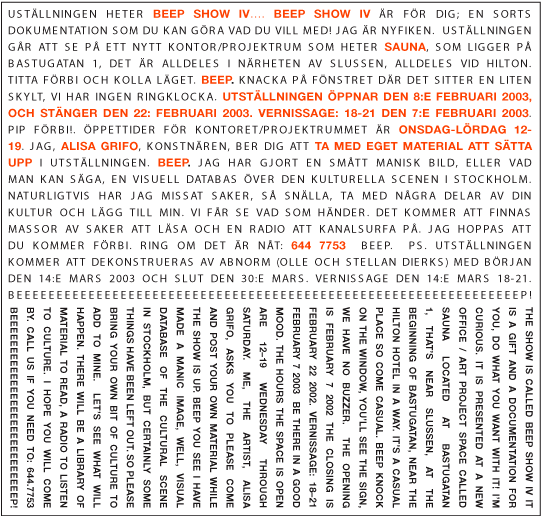 USTÄLLNINGEN HETER BEEP SHOW IV.... BEEP SHOW IV ÄR FÖR DIG; EN SORTS
DOKUMENTATION SOM DU KAN GÖRA VAD DU VILL MED! JAG ÄR NYFIKEN. USTÄLLNINGEN
GÅR ATT SE PÅ ETT NYTT KONTOR/PROJEKTRUM SOM HETER SAUNA, SOM LIGGER PÅ
BASTUGATAN 1, DET ÄR ALLDELES I NÄRHETEN AV SLUSSEN, ALLDELES VID HILTON.
TITTA FÖRBI OCH KOLLA LÄGET. BEEP. KNACKA PÅ FÖNSTRET DÄR DET SITTER EN LITEN
SKYLT, VI HAR INGEN RINGKLOCKA. UTSTÄLLNINGEN ÖPPNAR DEN 8:E FEBRUARI 2003,
OCH STÄNGER DEN 22: FEBRUARI 2003. VERNISSAGE: 18-21 DEN 7:E FEBRUARI 2003.
PIP FÖRBI!. ÖPPETTIDER FÖR KONTORET/PROJEKTRUMMET ÄR ONSDAG-LÖRDAG 12-
19. JAG, ALISA GRIFO, KONSTNÄREN, BER DIG ATT TA MED EGET MATERIAL ATT SÄTTA
UPP I UTSTÄLLNINGEN. BEEP. JAG HAR GJORT EN SMÅTT MANISK BILD, ELLER VAD
MAN KAN SÄGA, EN VISUELL DATABAS ÖVER DEN KULTURELLA SCENEN I STOCKHOLM.
NATURLIGTVIS HAR JAG MISSAT SAKER, SÅ SNÄLLA, TA MED NÅGRA DELAR AV DIN
KULTUR OCH LÄGG TILL MIN. VI FÅR SE VAD SOM HÄNDER. DET KOMMER ATT FINNAS
MASSOR AV SAKER ATT LÄSA OCH EN RADIO ATT KANALSURFA PÅ. JAG HOPPAS ATT
DU KOMMER FÖRBI. RING OM DET ÄR NÅT: 644 7753 BEEP. PS. UTSTÄLLNINGEN
KOMMER ATT DEKONSTRUERAS AV ABNORM (OLLE OCH STELLAN DIERKS) MED BÖRJAN
DEN 14:E MARS 2003 OCH SLUT DEN 30:E MARS. VERNISSAGE DEN 14:E MARS 18-21.
BEEEEEEEEEEEEEEEEEEEEEEEEEEEEEEEEEEEEEEEEEEEEEEEEEEEEEEP!
THE SHOW IS CALLED BEEP SHOW IV IT
IS A GIFT AND A DOCUMENTATION FOR
YOU, DO WHAT YOU WANT WITH IT! I'M
CURIOUS. IT IS PRESENTED AT A NEW
OFFICE / ART PROJECT SPACE CALLED
SAUNA LOCATED AT BASTUGATAN
1, THAT'S NEAR SLUSSEN, AT THE
BEGINNING OF BASTUGATAN, NEAR THE
HILTON HOTEL IN A WAY. IT'S A CASUAL
PLACE SO COME CASUAL. BEEP KNOCK
ON THE WINDOW, YOU'LL SEE THE SIGN,
WE HAVE NO BUZZER. THE OPENING
IS FEBRUARY 7 2002 THE CLOSING IS
FEBRUARY 22 2002. VERNISSAGE: 18-21
FEBRUARY 7 2003 BE THERE IN A GOOD
MOOD. THE HOURS THE SPACE IS OPEN
ARE 12-19 WEDNESDAY THROUGH
SATURDAY. ME, THE ARTIST, ALISA
GRIFO, ASKS YOU TO PLEASE COME
AND POST YOUR OWN MATERIAL WHILE
THE SHOW IS UP. BEEP YOU SEE I HAVE
MADE A MANIC IMAGE, WELL, VISUAL
DATABASE OF THE CULTURAL SCENE
IN STOCKHOLM, BUT CERTAINLY SOME
THINGS HAVE BEEN LEFT OUT. SO PLEASE
BRING YOUR OWN BIT OF CULTURE TO
ADD TO MINE. LET'S SEE WHAT WILL
HAPPEN. THERE WILL BE A LIBRARY OF
MATERIAL TO READ, A RADIO TO LISTEN
TO CULTURE. I HOPE YOU WILL COME
BY. CALL US IF YOU NEED TO: 644.7753
BEEEEEEEEEEEEEEEEEEEEEEEEEEEP!